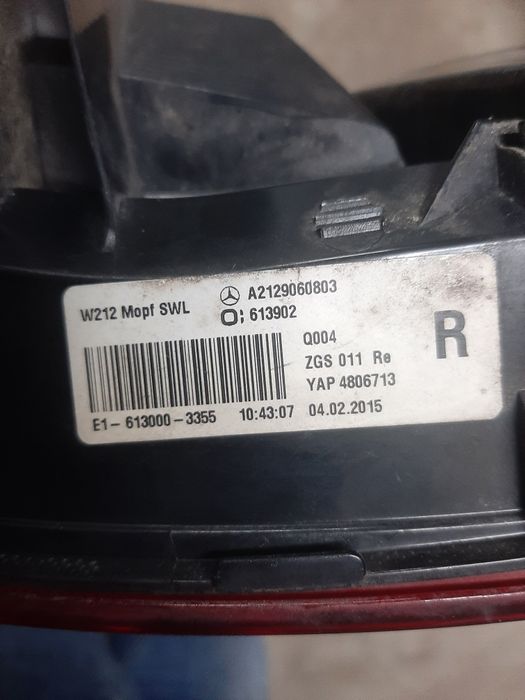 W212 Mopf SWL
A2129060803
613902
R
Q004
ZGS 011 Re
YAP 4806713
E1-613000-3355 10:43:07 04.02.2015